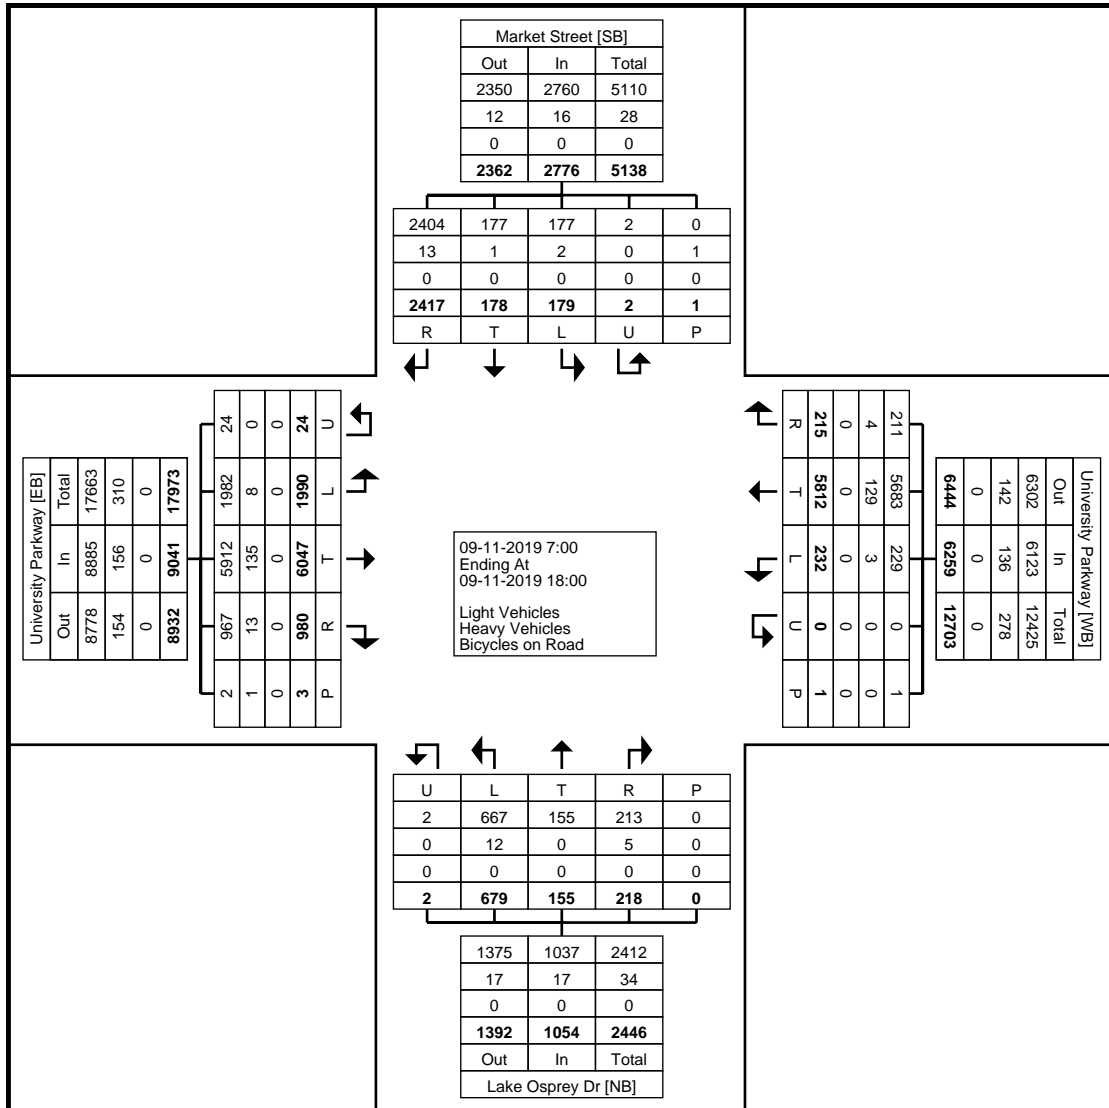 Market Street [SB]
Out In Total
2350 2760 5110
12 16 28
0 0 0
2362 2776 5138
2404 177 177 2 0
13 1 2 0 1
0 0 0 0 0
2417 178 179 2 1
R T L U P
University Parkway [EB]
Out In Total
8778 8885 17663
154 156 310
0 0 0
8932 9041 17973
2 967 5912 1982 24
1 13 135 8 0
0 0 0 0 0
3 980 6047 1990 24
P R T L U
09-11-2019 7:00
Ending At
09-11-2019 18:00
Light Vehicles
Heavy Vehicles
Bicycles on Road
University Parkway [WB]
Out In Total
6302 6123 12425
142 136 278
0 0 0
6444 6259 12703
211 5683 229 0 1
4 129 3 0 0
0 0 0 0 0
215 5812 232 0 1
R T L U P
U L T R P
2 667 155 213 0
0 12 0 5 0
0 0 0 0 0
2 679 155 218 0
1375 1037 2412
17 17 34
0 0 0
1392 1054 2446
Out In Total
Lake Osprey Dr [NB]